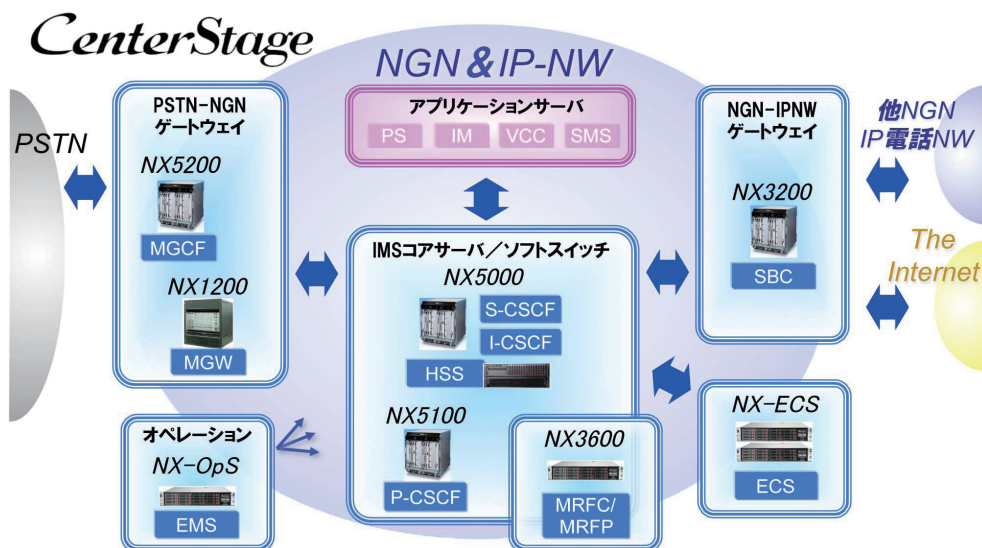 CenterStage
NGN&IP-NW
PSTN
PSTN-NGN
ゲートウェイ
NX5200
MGCF
NX1200
MGW
アプリケーションサーバ
PS IM VCC SMS
NGN-IPNW
ゲートウェイ
NX3200
SBC
他NGN
IP電話NW
The
Internet
IMSコアサーバ／ソフトスイッチ
NX5000
S-CSCF
I-CSCF
HSS
NX5100
P-CSCF
NX3600
MRFC/
MRFP
オペレーション
NX-OpS
EMS
NX-ECS
ECS